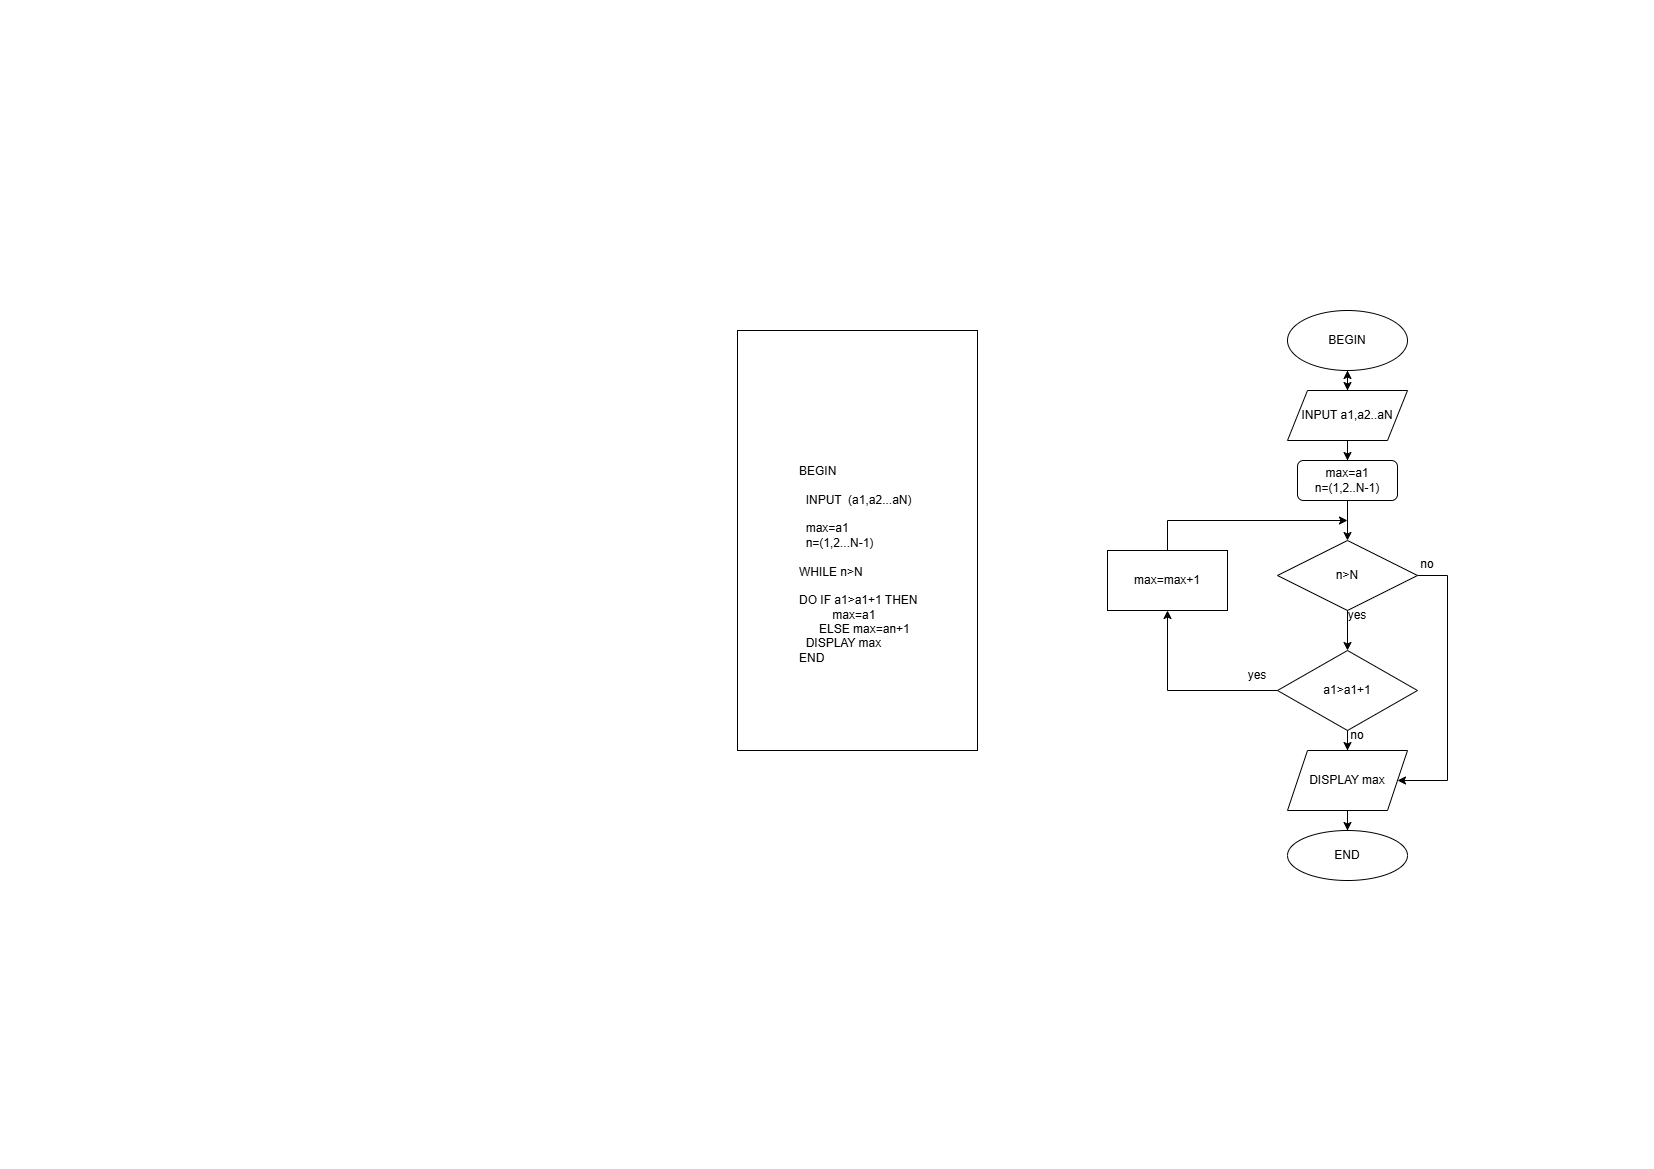 BEGIN
INPUT (a1,a2...aN)
max=a1
n=(1,2...N-1)
WHILE n>N
DO IF a1>a1+1 THEN
max=a1
ELSE max=an+1
DISPLAY max
END
BEGIN
INPUT a1,a2..aN
max=a1
n=(1,2..N-1)
n>N
no
yes
max=max+1
a1>a1+1
yes
no
DISPLAY max
END